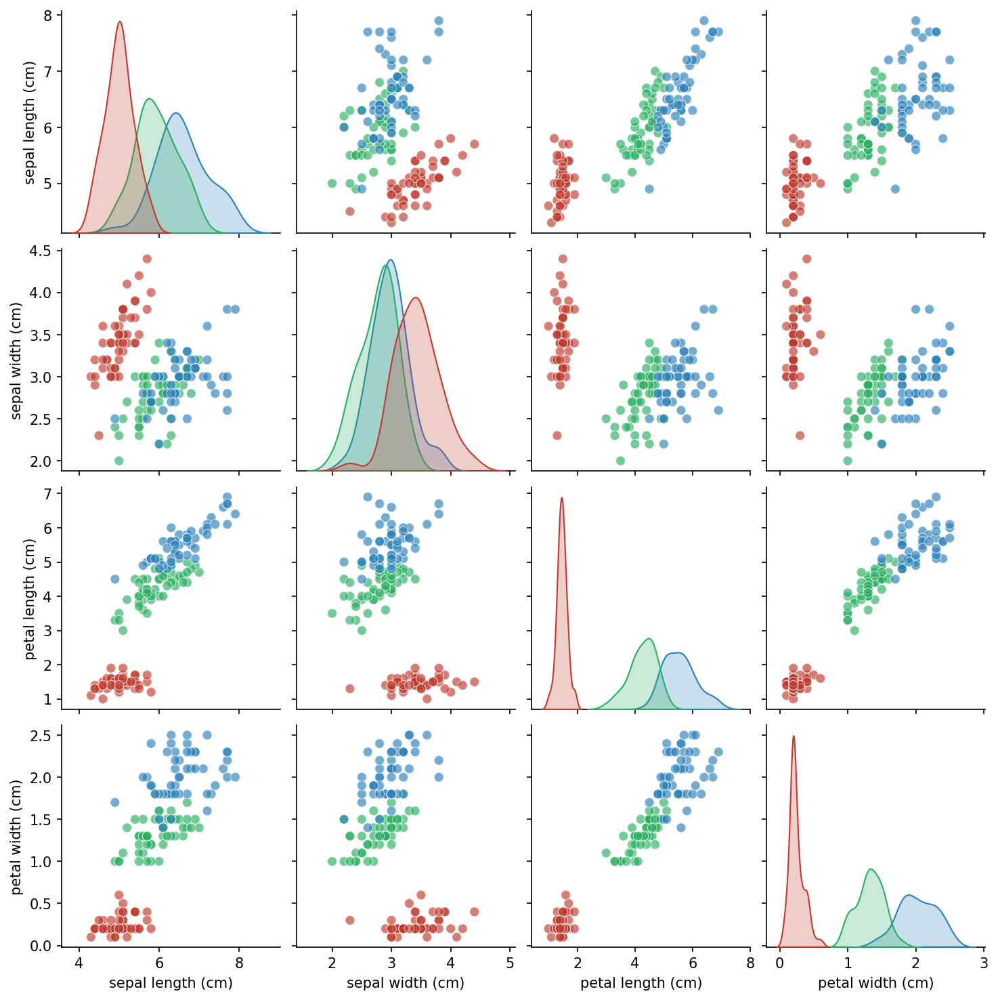 8
7
6
5
sepal length (cm)
4.5
4.0
3.5
3.0
2.5
2.0
sepal width (cm)
7
6
5
4
3
2
1
petal length (cm)
2.5
2.0
1.5
1.0
0.5
0.0
petal width (cm)
4 6 8
sepal length (cm)
2 3 4 5
sepal width (cm)
2 4 6 8
petal length (cm)
0 1 2 3
petal width (cm)